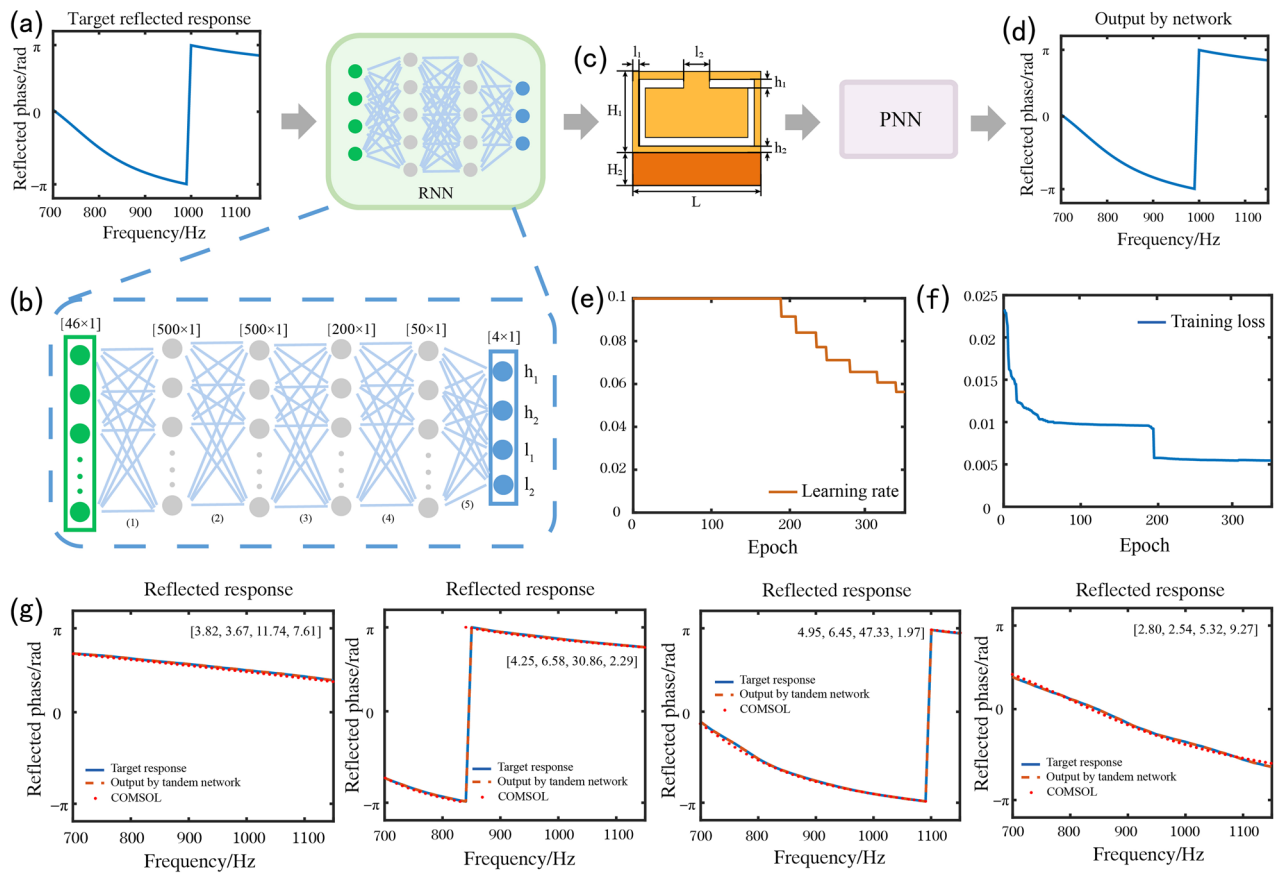 (a)
Target reflected response
Reflected phase/rad
π
0
−π
700
800
900
1000
1100
Frequency/Hz
RNN
(c)
l1
l2
h1
H1
h2
H2
L
PNN
(d)
Output by network
Reflected phase/rad
π
0
−π
700
800
900
1000
1100
Frequency/Hz
(b)
[46×1]
[500×1]
[500×1]
[200×1]
[50×1]
[4×1]
h1
h2
l1
l2
(1)
(2)
(3)
(4)
(5)
(e)
0.1
0.08
0.06
0.04
0.02
0
0
100
200
300
Learning rate
Epoch
(f)
0.025
0.02
0.015
0.01
0.005
0
0
100
200
300
Training loss
Epoch
(g)
Reflected response
Reflected phase/rad
π
0
−π
[3.82, 3.67, 11.74, 7.61]
Target response
Output by tandem network
COMSOL
700
800
900
1000
1100
Frequency/Hz
Reflected response
Reflected phase/rad
π
0
−π
[4.25, 6.58, 30.86, 2.29]
Target response
Output by tandem network
COMSOL
700
800
900
1000
1100
Frequency/Hz
Reflected response
Reflected phase/rad
π
0
−π
4.95, 6.45, 47.33, 1.97]
Target response
Output by tandem network
COMSOL
700
800
900
1000
1100
Frequency/Hz
Reflected response
Reflected phase/rad
π
0
−π
[2.80, 2.54, 5.32, 9.27]
Target response
Output by tandem network
COMSOL
700
800
900
1000
1100
Frequency/Hz